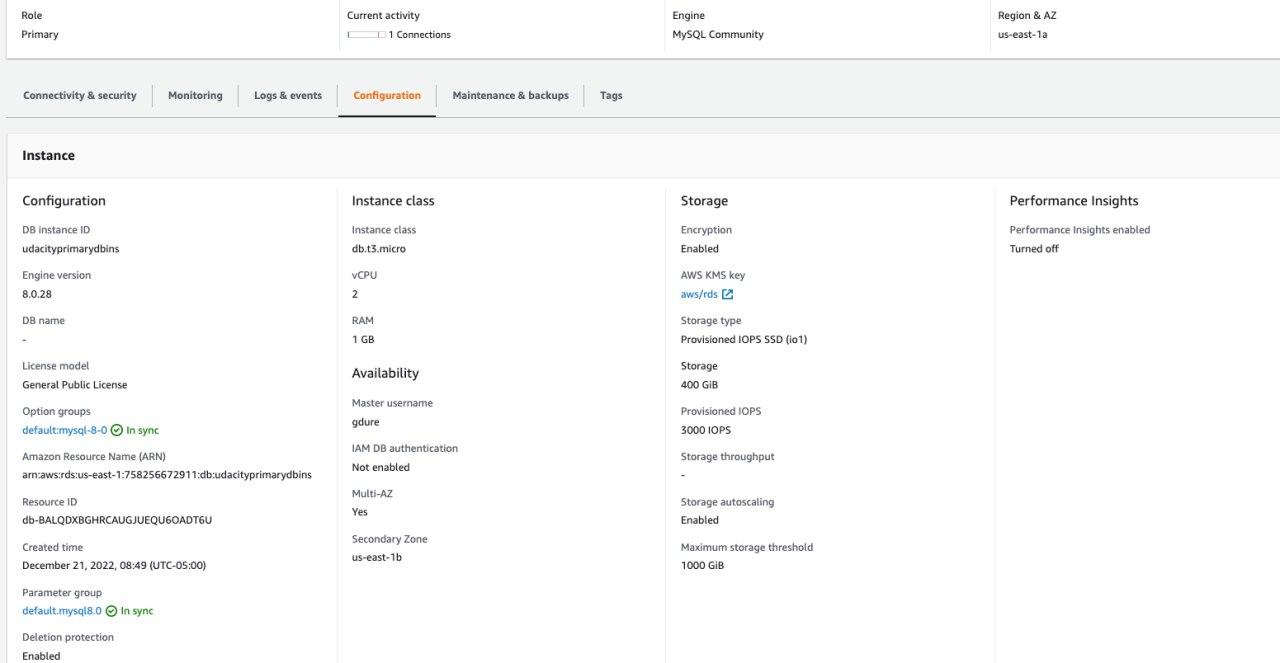 Role
Primary
Current activity
1 Connections
Engine
MySQL Community
Region & AZ
us-east-1a
Connectivity & security
Monitoring
Logs & events
Configuration
Maintenance & backups
Tags
Instance
Configuration
DB instance ID
udacityprimarydbins
Engine version
8.0.28
DB name
-
License model
General Public License
Option groups
default:mysql-8-0 In sync
Amazon Resource Name (ARN)
arn:aws:rds:us-east-1:758256672911:db:udacityprimarydbins
Resource ID
db-BALQDXBGHRCAUGJUEQU6OADT6U
Created time
December 21, 2022, 08:49 (UTC-05:00)
Parameter group
default.mysql8.0 In sync
Deletion protection
Enabled
Instance class
Instance class
db.t3.micro
vCPU
2
RAM
1 GB
Availability
Master username
gdure
IAM DB authentication
Not enabled
Multi-AZ
Yes
Secondary Zone
us-east-1b
Storage
Encryption
Enabled
AWS KMS key
aws/rds
Storage type
Provisioned IOPS SSD (io1)
Storage
400 GiB
Provisioned IOPS
3000 IOPS
Storage throughput
-
Storage autoscaling
Enabled
Maximum storage threshold
1000 GiB
Performance Insights
Performance Insights enabled
Turned off